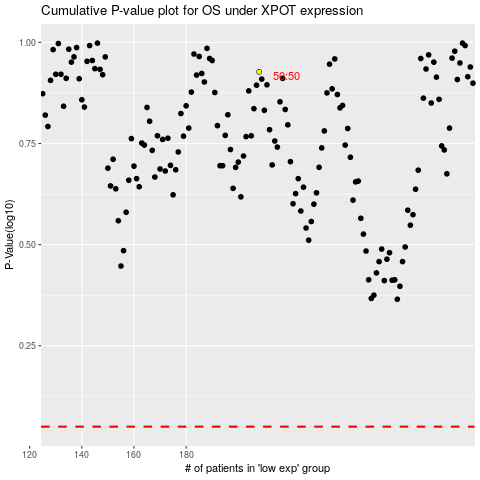 Cumulative P-value plot for OS under XPOT expression
1.00
50:50
0.75
0.50
0.25
P-Value(log10)
120 140 160 180
# of patients in 'low exp' group